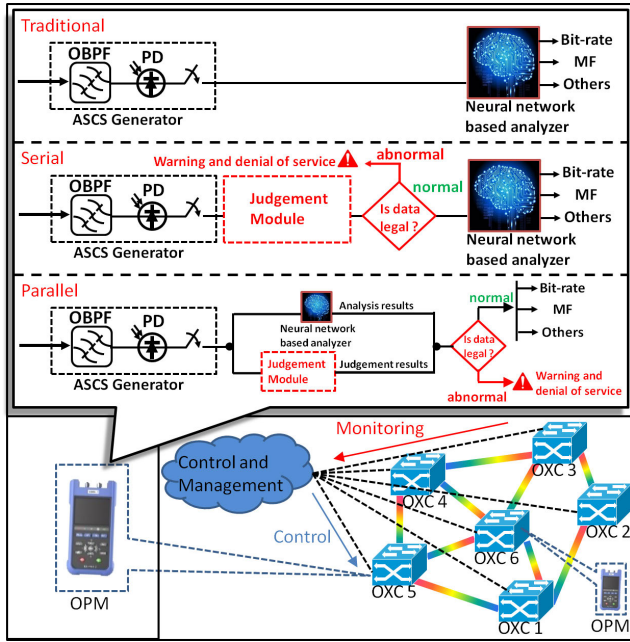 Traditional
OBPF
PD
ASCS Generator
Bit-rate
MF
Others
Neural network
based analyzer
Serial
OBPF
PD
ASCS Generator
Warning and denial of service
abnormal
Judgement
Module
Is data
legal ?
normal
Bit-rate
MF
Others
Neural network
based analyzer
Parallel
OBPF
PD
ASCS Generator
Analysis results
Neural network
based analyzer
Judgement
Module
Judgement results
Is data
legal ?
normal
abnormal
Bit-rate
MF
Others
Warning and
denial of service
Monitoring
Control and
Management
Control
OXC 3
OXC 4
OXC 2
OXC 6
OXC 5
OXC 1
OPM
OPM